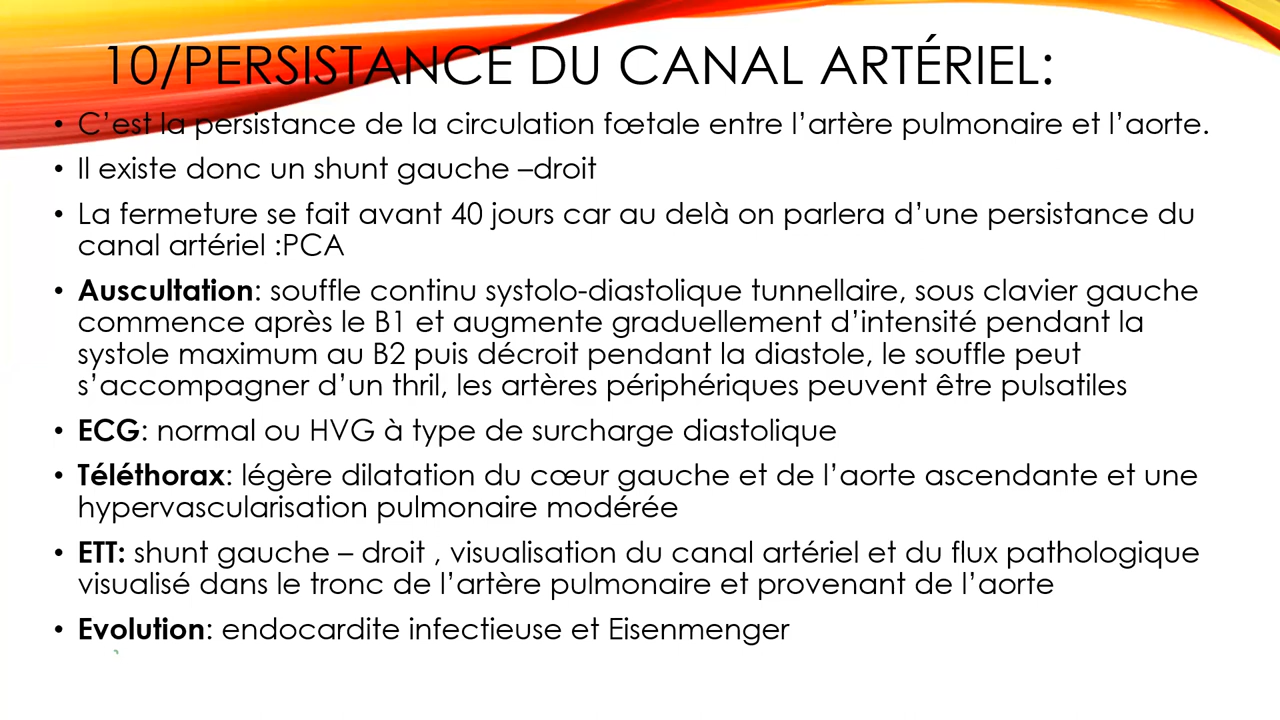 10/PERSISTANCE DU CANAL ARTÉRIEL:
• C’est la persistance de la circulation fœtale entre l’artère pulmonaire et l’aorte.
• Il existe donc un shunt gauche –droit
• La fermeture se fait avant 40 jours car au delà on parlera d’une persistance du
canal artériel :PCA
• Auscultation: souffle continu systolo-diastolique tunnellaire, sous clavier gauche
commence après le B1 et augmente graduellement d’intensité pendant la
systole maximum au B2 puis décroit pendant la diastole, le souffle peut
s’accompagner d’un thril, les artères périphériques peuvent être pulsatiles
• ECG: normal ou HVG à type de surcharge diastolique
• Téléthorax: légère dilatation du cœur gauche et de l’aorte ascendante et une
hypervascularisation pulmonaire modérée
• ETT: shunt gauche – droit , visualisation du canal artériel et du flux pathologique
visualisé dans le tronc de l’artère pulmonaire et provenant de l’aorte
• Evolution: endocardite infectieuse et Eisenmenger